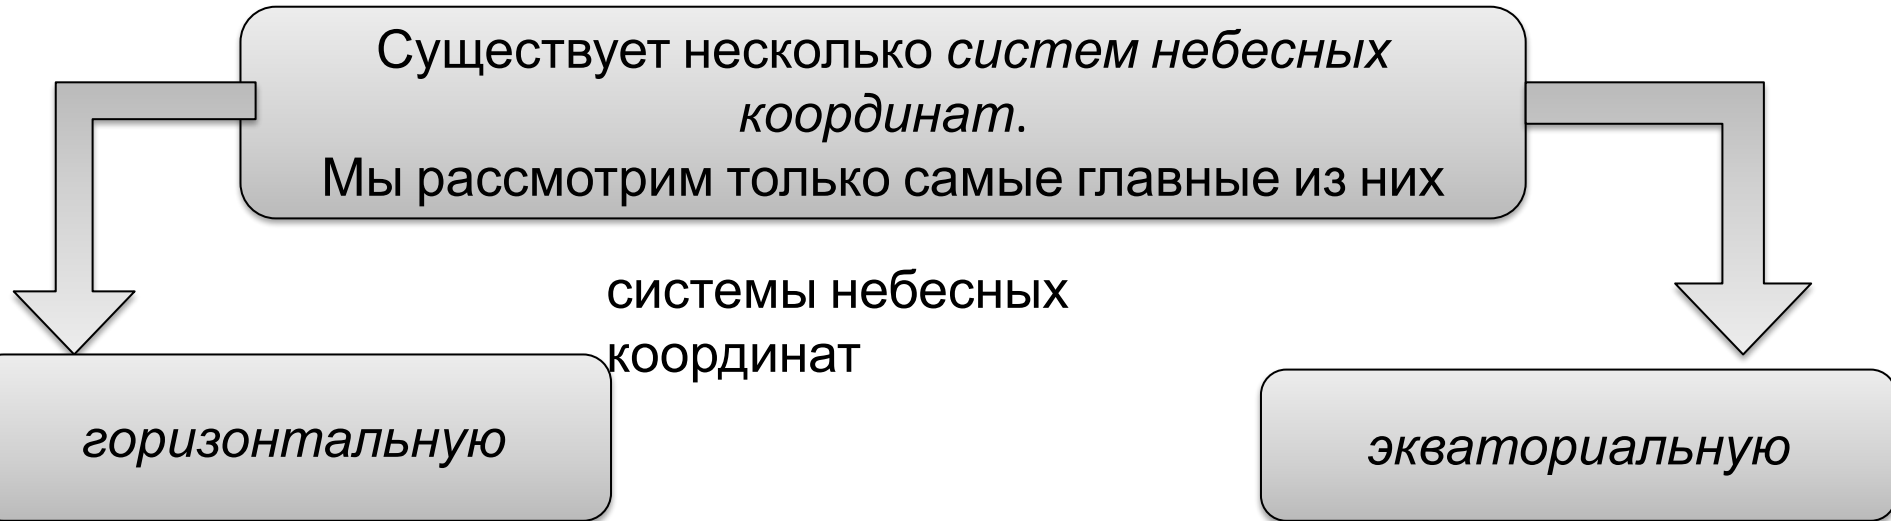 Существует несколько систем небесных
координат.
Мы рассмотрим только самые главные из них
системы небесных
координат
горизонтальную
экваториальную